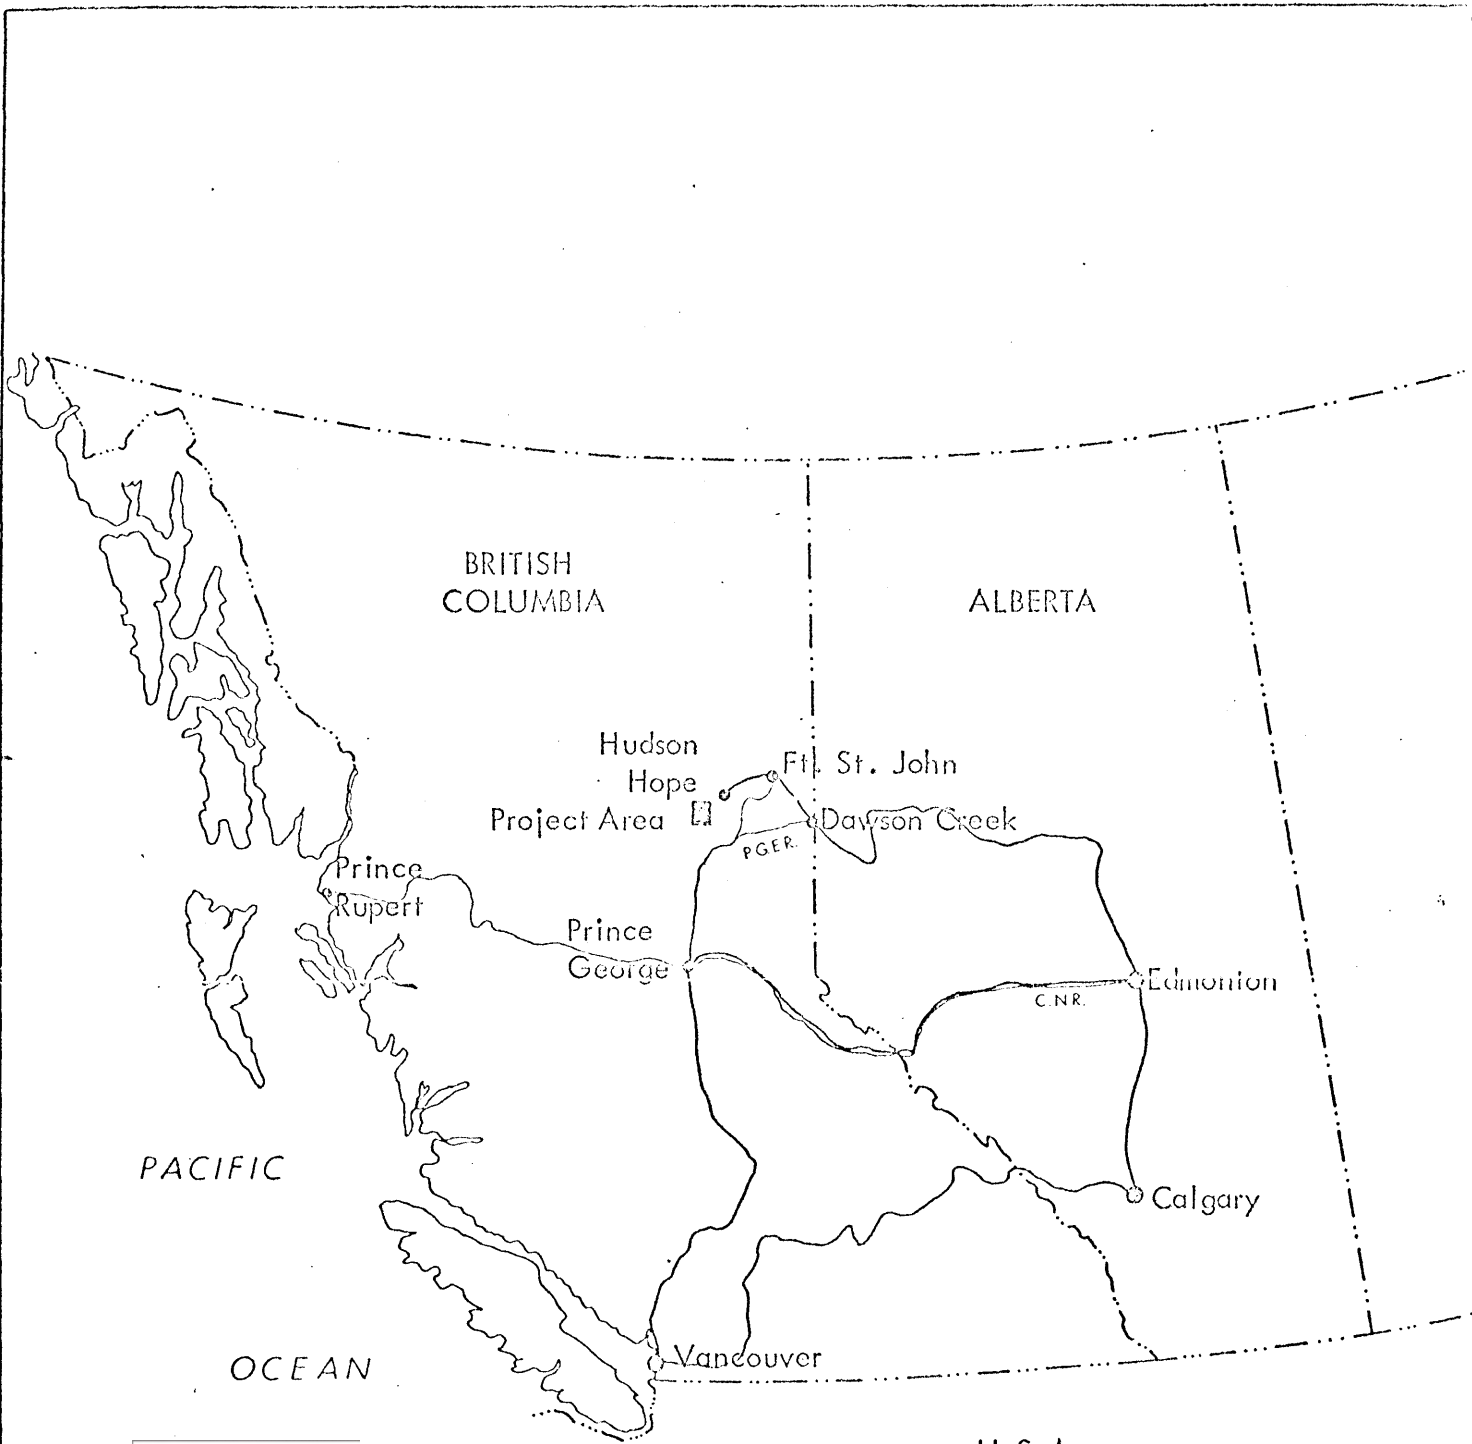 BRITISH
COLUMBIA
ALBERTA
Hudson
Hope
Ft. St. John
Project Area
Dawson Creek
P.G.E.R.
Prince
Rupert
Prince
George
Edmonton
C.N.R.
PACIFIC
Calgary
OCEAN
Vancouver